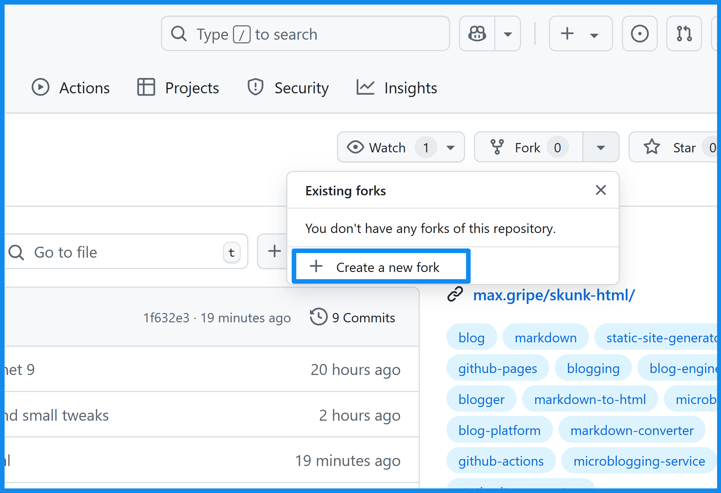 Type / to search
Actions Projects Security Insights
Watch 1 Fork 0 Star 0
Existing forks
You don't have any forks of this repository.
Go to file t
Create a new fork
max.gripe/skunk-html/
1f632e3 · 19 minutes ago 9 Commits
blog markdown static-site-generato
net 9 20 hours ago
github-pages blogging blog-engine
blogger markdown-to-html microb
nd small tweaks 2 hours ago
blog-platform markdown-converter
al 19 minutes ago
github-actions microblogging-service